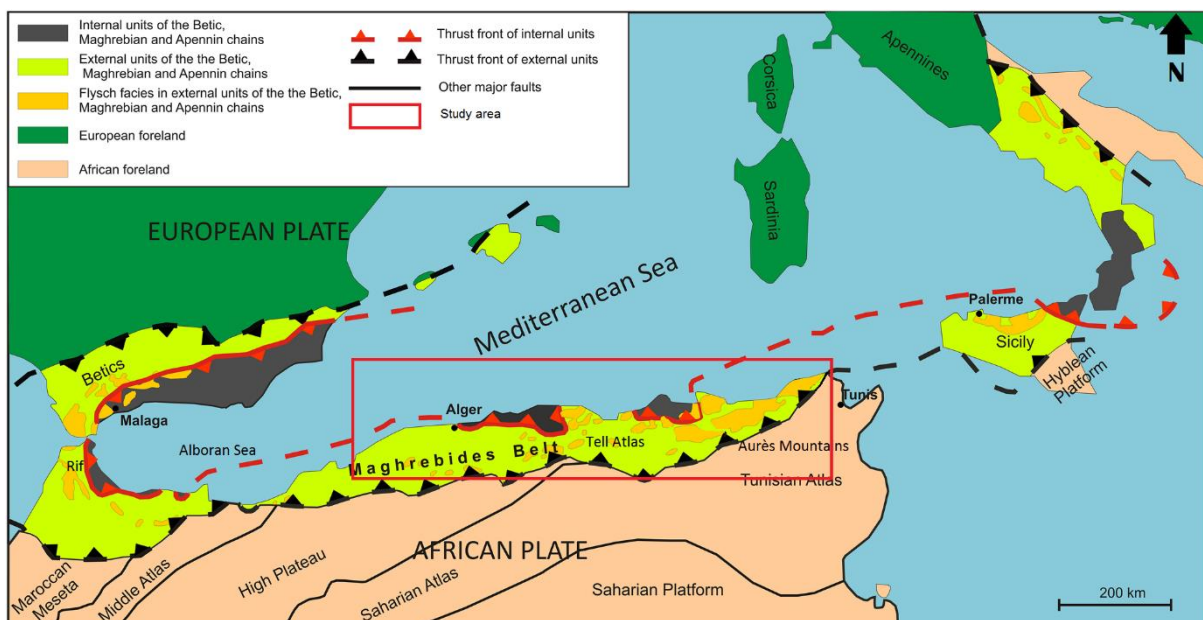 Internal units of the Betic,
Maghrebian and Apennin chains
External units of the the Betic,
Maghrebian and Apennin chains
Flysch facies in external units of the the Betic,
Maghrebian and Apennin chains
European foreland
African foreland
Thrust front of internal units
Thrust front of external units
Other major faults
Study area
N
Apennines
Corsica
Sardinia
EUROPEAN PLATE
Mediterranean Sea
Palerme
Sicily
Hyblean
Platform
Betics
Malaga
Alboran Sea
Rif
Alger
Tell Atlas
Maghrebides Belt
Tunis
Aurès Mountains
Tunisian Atlas
AFRICAN PLATE
Maroccan
Meseta
Middle Atlas
High Plateau
Saharian Atlas
Saharian Platform
200 km